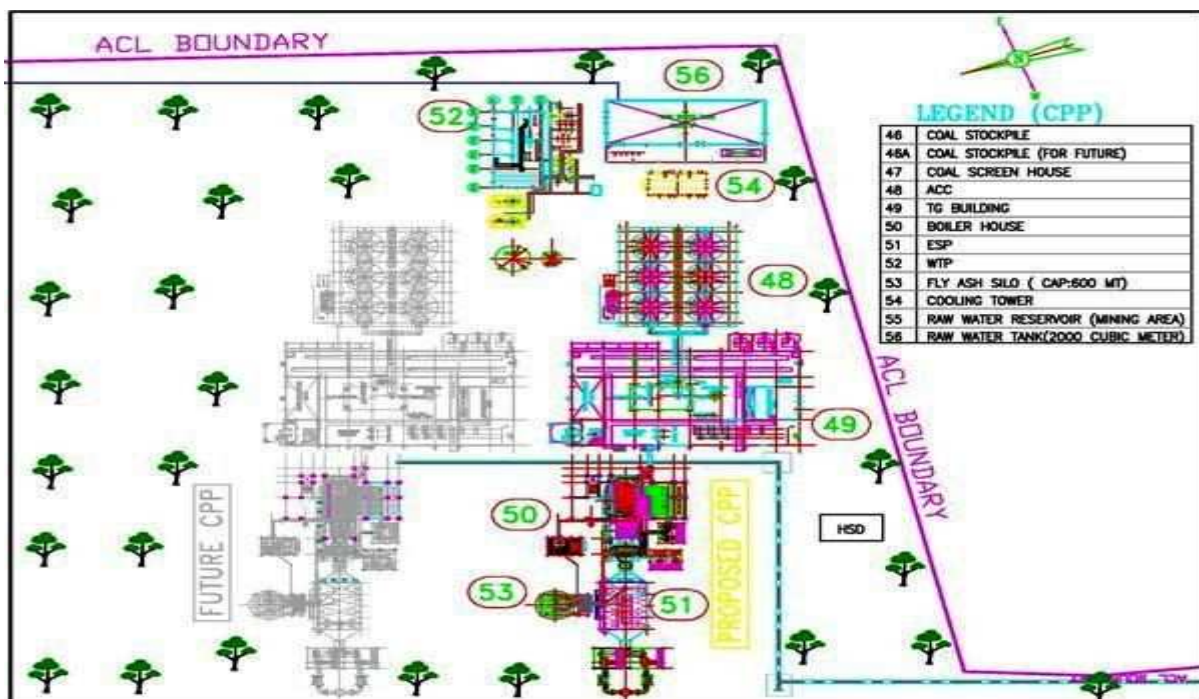 ACL BOUNDARY
56
52
54
48
49
50
53
51
N
LEGEND (CPP)
46 COAL STOCKPILE
46A COAL STOCKPILE (FOR FUTURE)
47 COAL SCREEN HOUSE
48 ACC
49 TG BUILDING
50 BOILER HOUSE
51 ESP
52 WTP
53 FLY ASH SILO ( CAP:600 MT)
54 COOLING TOWER
55 RAW WATER RESERVOIR (MINING AREA)
56 RAW WATER TANK(2000 CUBIC METER)
ACL BOUNDARY
HSD
FUTURE CPP
PROPOSED CPP
ACL BOUNDARY